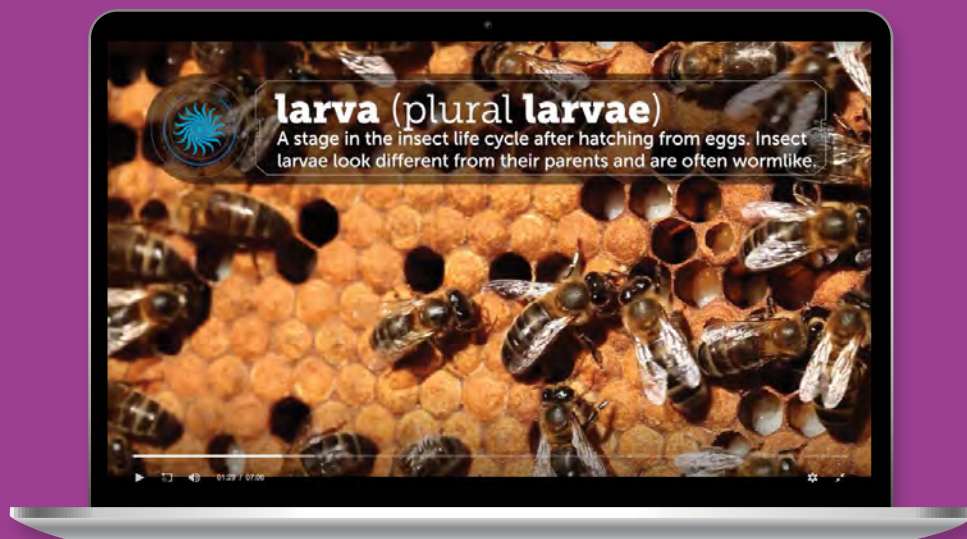 larva (plural larvae)
A stage in the insect life cycle after hatching from eggs. Insect
larvae look different from their parents and are often wormlike.
01:29 / 07:06